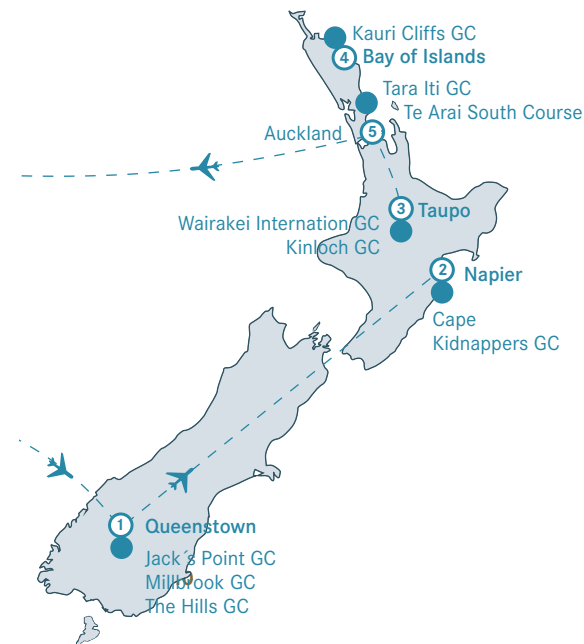 Kauri Cliffs GC
4 Bay of Islands
Tara Iti GC
Te Arai South Course
Auckland 5
3 Taupo
Wairakei Internation GC
Kinloch GC
2 Napier
Cape
Kidnappers GC
1 Queenstown
Jack´s Point GC
Millbrook GC
The Hills GC